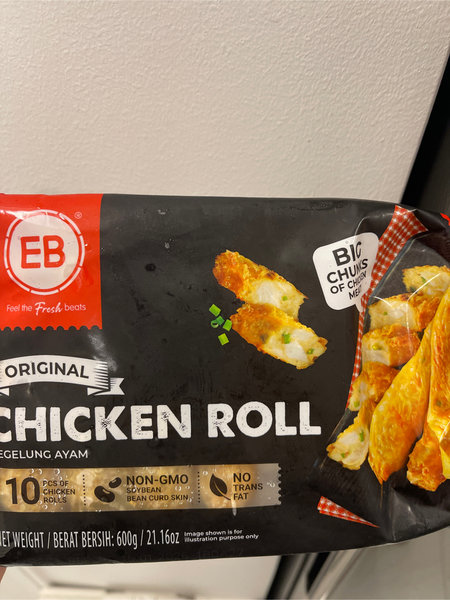 EB
®
Feel the Fresh beats
BIG
CHUNKS
OF CHICKEN
MEAT
ORIGINAL
CHICKEN ROLL
EGELUNG AYAM
10 PCS OF
CHICKEN
ROLLS
NON-GMO
SOYBEAN
BEAN CURD SKIN
NO
TRANS
FAT
NET WEIGHT / BERAT BERSIH: 600g / 21.16oz
Image shown is for
illustration purpose only